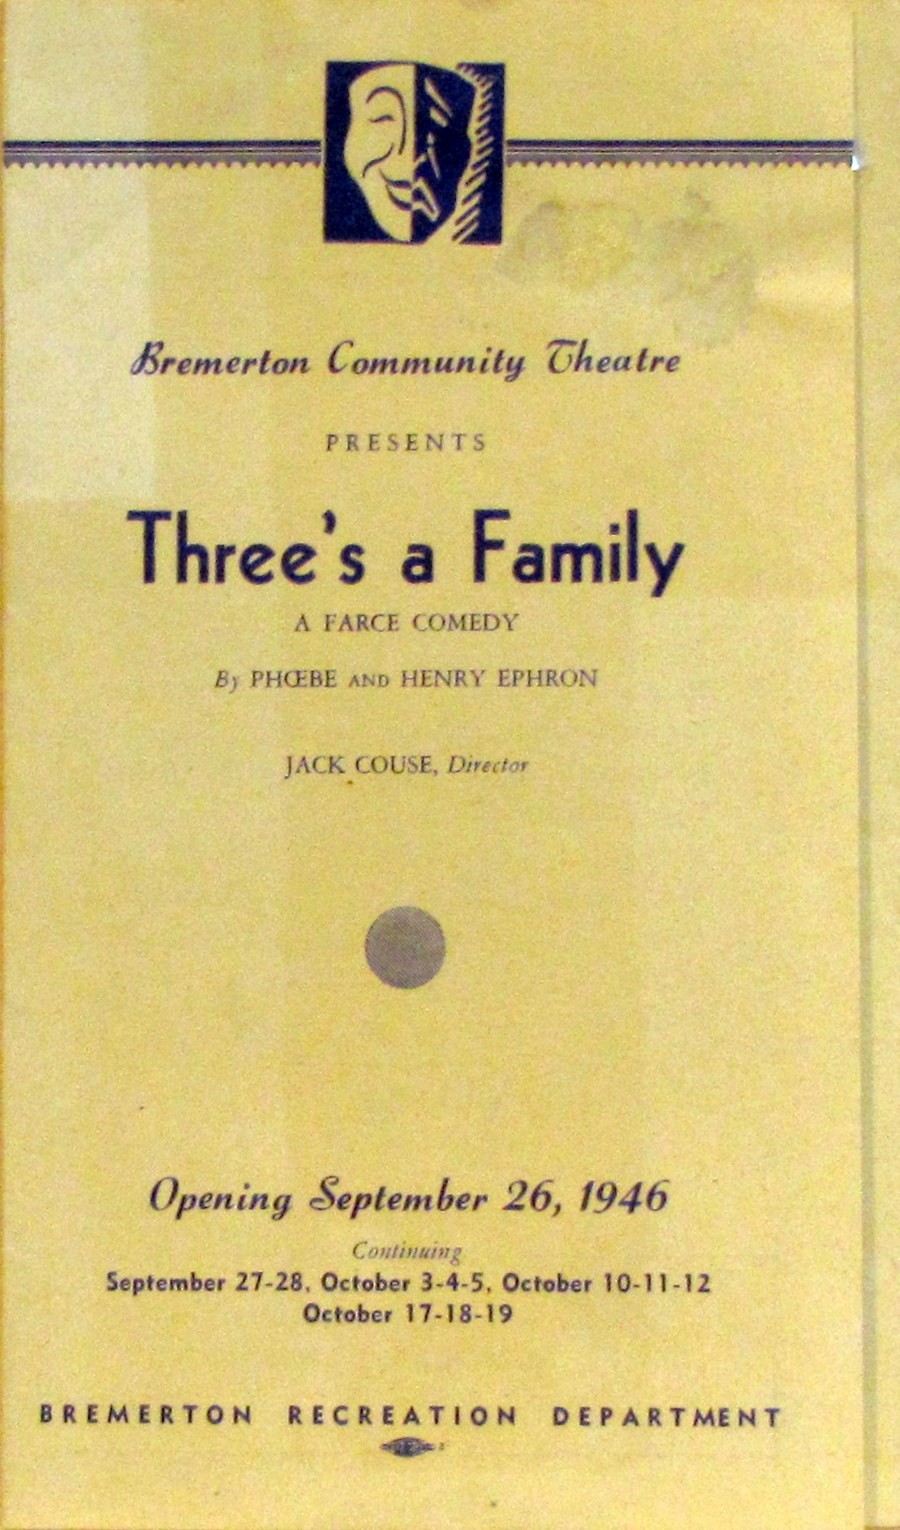 Bremerton Community Theatre
PRESENTS
Three's a Family
A FARCE COMEDY
By PHŒBE AND HENRY EPHRON
JACK COUSE, Director
Opening September 26, 1946
Continuing
September 27-28, October 3-4-5, October 10-11-12
October 17-18-19
BREMERTON RECREATION DEPARTMENT